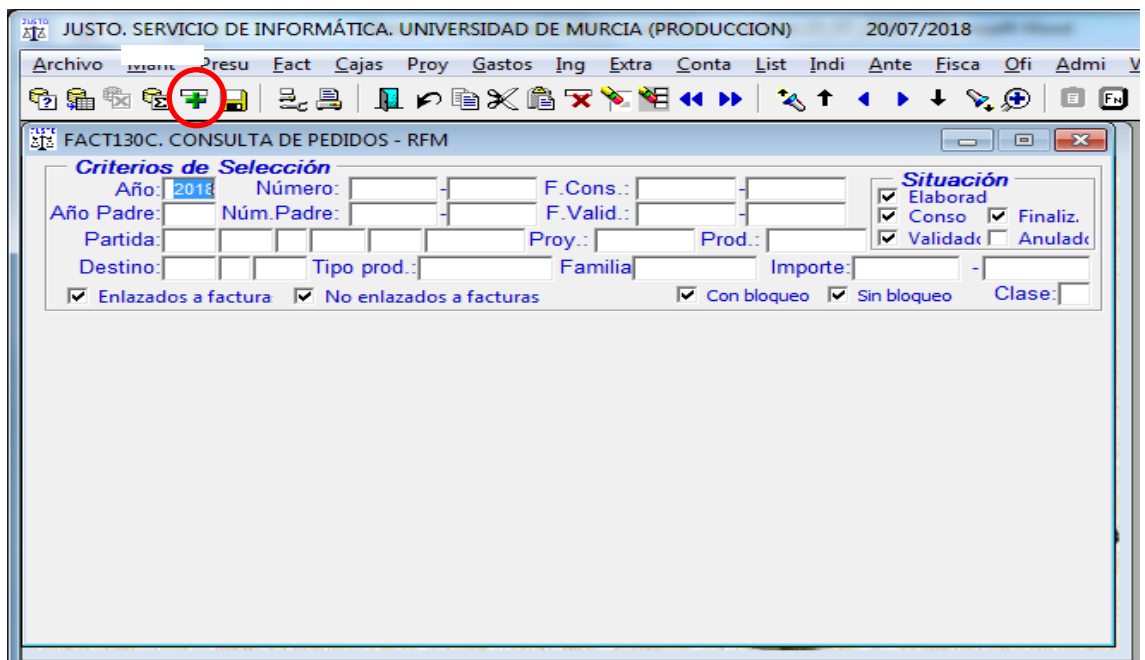 JUSTO. SERVICIO DE INFORMÁTICA. UNIVERSIDAD DE MURCIA (PRODUCCION) 20/07/2018
Archivo Presu Fact Cajas Proy Gastos Ing Extra Conta List Indi Ante Fisca Ofi Admi V
FN
FACT130C. CONSULTA DE PEDIDOS - RFM
Criterios de Selección
Situación
Año: 2018 Número: - F.Cons.: - Elaborad
Año Padre: Núm.Padre: - F.Valid.: - Conso Finaliz.
Partida: Proy.: Prod.: Validado Anulado
Destino: Tipo prod.: Familia Importe: -
Enlazados a factura No enlazados a facturas Con bloqueo Sin bloqueo Clase: